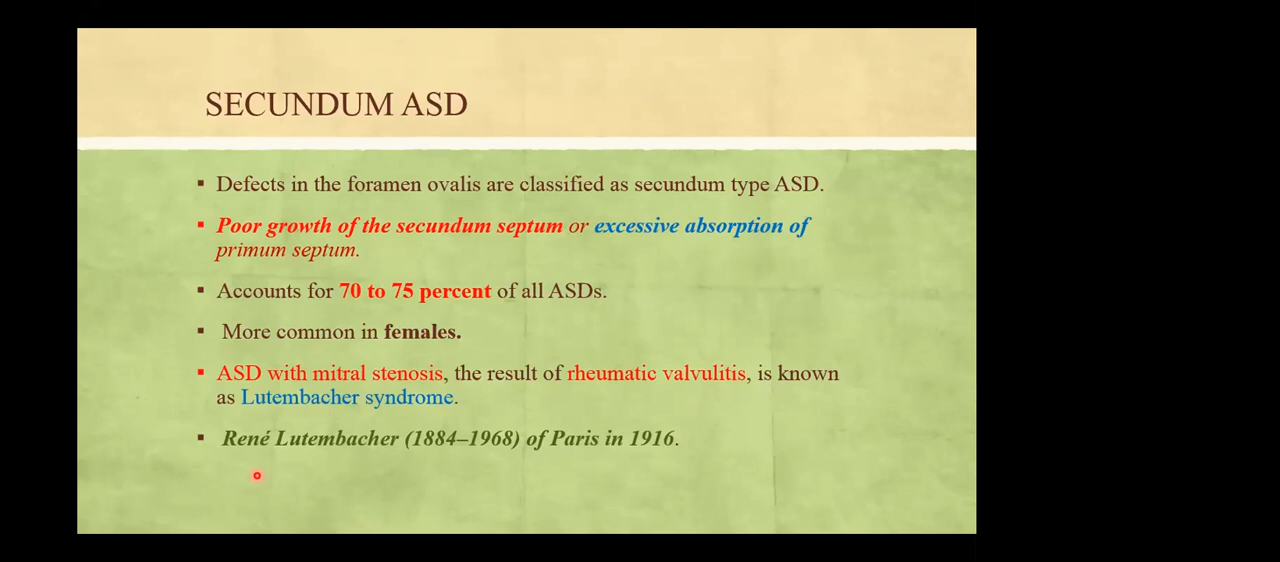 SECUNDUM ASD
▪ Defects in the foramen ovalis are classified as secundum type ASD.
▪ Poor growth of the secundum septum or excessive absorption of
primum septum.
▪ Accounts for 70 to 75 percent of all ASDs.
▪ More common in females.
▪ ASD with mitral stenosis, the result of rheumatic valvulitis, is known
as Lutembacher syndrome.
▪ René Lutembacher (1884–1968) of Paris in 1916.